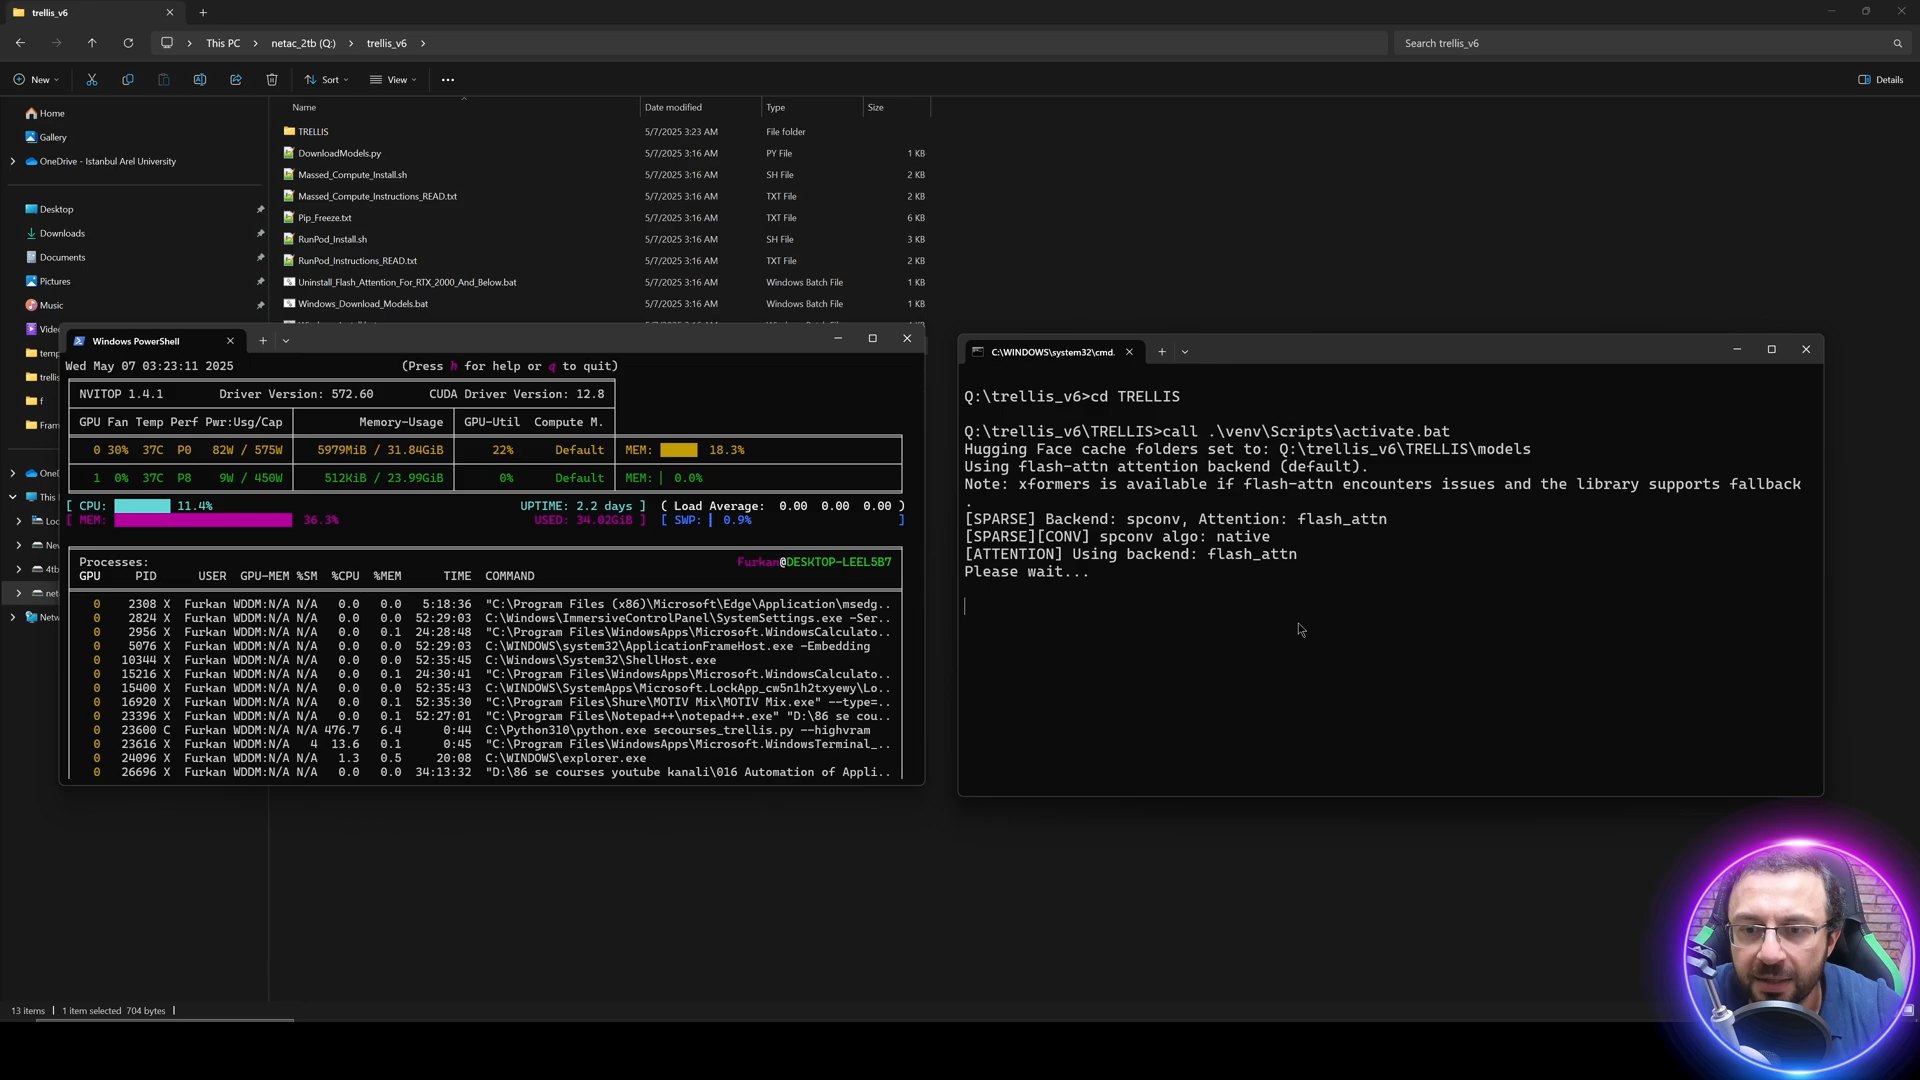 trellis_v6
This PC
netac_2tb (Q:)
trellis_v6
Search trellis_v6
New
Sort
View
Details
Name
Date modified
Type
Size
Home
Gallery
OneDrive - Istanbul Arel University
Desktop
Downloads
Documents
Pictures
Music
TRELLIS 5/7/2025 3:23 AM File folder
DownloadModels.py 5/7/2025 3:16 AM PY File 1 KB
Massed_Compute_Install.sh 5/7/2025 3:16 AM SH File 2 KB
Massed_Compute_Instructions_READ.txt 5/7/2025 3:16 AM TXT File 2 KB
Pip_Freeze.txt 5/7/2025 3:16 AM TXT File 6 KB
RunPod_Install.sh 5/7/2025 3:16 AM SH File 3 KB
RunPod_Instructions_READ.txt 5/7/2025 3:16 AM TXT File 2 KB
Uninstall_Flash_Attention_For_RTX_2000_And_Below.bat 5/7/2025 3:16 AM Windows Batch File 1 KB
Windows_Download_Models.bat 5/7/2025 3:16 AM Windows Batch File 1 KB
Windows PowerShell
Wed May 07 03:23:11 2025 (Press h for help or q to quit)
NVITOP 1.4.1 Driver Version: 572.60 CUDA Driver Version: 12.8
GPU Fan Temp Perf Pwr:Usg/Cap Memory-Usage GPU-Util Compute M.
0 30% 37C P0 82W / 575W 5979MiB / 31.84GiB 22% Default MEM: 18.3%
1 0% 37C P8 9W / 450W 512KiB / 23.99GiB 0% Default MEM: 0.0%
[ CPU: 11.4% UPTIME: 2.2 days ] ( Load Average: 0.00 0.00 0.00 )
[ MEM: 36.3% USED: 34.02GiB ] [ SWP: 0.9% ]
Processes: Furkan@DESKTOP-LEEL5B7
GPU PID USER GPU-MEM %SM %CPU %MEM TIME COMMAND
0 2308 X Furkan WDDM:N/A N/A 0.0 0.0 5:18:36 "C:\Program Files (x86)\Microsoft\Edge\Application\msedg..
0 2824 X Furkan WDDM:N/A N/A 0.0 0.0 52:29:03 C:\Windows\ImmersiveControlPanel\SystemSettings.exe -Ser..
0 2956 X Furkan WDDM:N/A N/A 0.0 0.1 24:28:48 "C:\Program Files\WindowsApps\Microsoft.WindowsCalculato..
0 5076 X Furkan WDDM:N/A N/A 0.0 0.0 52:29:03 C:\WINDOWS\system32\ApplicationFrameHost.exe -Embedding
0 10344 X Furkan WDDM:N/A N/A 0.0 0.0 52:35:45 C:\Windows\System32\ShellHost.exe
0 15216 X Furkan WDDM:N/A N/A 0.0 0.1 24:30:41 "C:\Program Files\WindowsApps\Microsoft.WindowsCalculato..
0 15400 X Furkan WDDM:N/A N/A 0.0 0.0 52:35:43 C:\WINDOWS\SystemApps\Microsoft.LockApp_cw5n1h2txyewy\Lo..
0 16920 X Furkan WDDM:N/A N/A 0.0 0.1 52:35:30 "C:\Program Files\Shure\MOTIV Mix\MOTIV Mix.exe" --type=..
0 23396 X Furkan WDDM:N/A N/A 0.0 0.1 52:27:01 "C:\Program Files\Notepad++\notepad++.exe" "D:\86 se cou..
0 23600 C Furkan WDDM:N/A N/A 476.7 6.4 0:44 C:\Python310\python.exe secourses_trellis.py --highvram
0 23616 X Furkan WDDM:N/A 4 13.6 0.1 0:45 "C:\Program Files\WindowsApps\Microsoft.WindowsTerminal_..
0 24096 X Furkan WDDM:N/A N/A 1.3 0.5 20:08 C:\WINDOWS\explorer.exe
0 26696 X Furkan WDDM:N/A N/A 0.0 0.0 34:13:32 "D:\86 se courses youtube kanali\016 Automation of Appli..
C:\WINDOWS\system32\cmd.
Q:\trellis_v6>cd TRELLIS
Q:\trellis_v6\TRELLIS>call .\venv\Scripts\activate.bat
Hugging Face cache folders set to: Q:\trellis_v6\TRELLIS\models
Using flash-attn attention backend (default).
Note: xformers is available if flash-attn encounters issues and the library supports fallback
.
[SPARSE] Backend: spconv, Attention: flash_attn
[SPARSE][CONV] spconv algo: native
[ATTENTION] Using backend: flash_attn
Please wait...
13 items
1 item selected 704 bytes